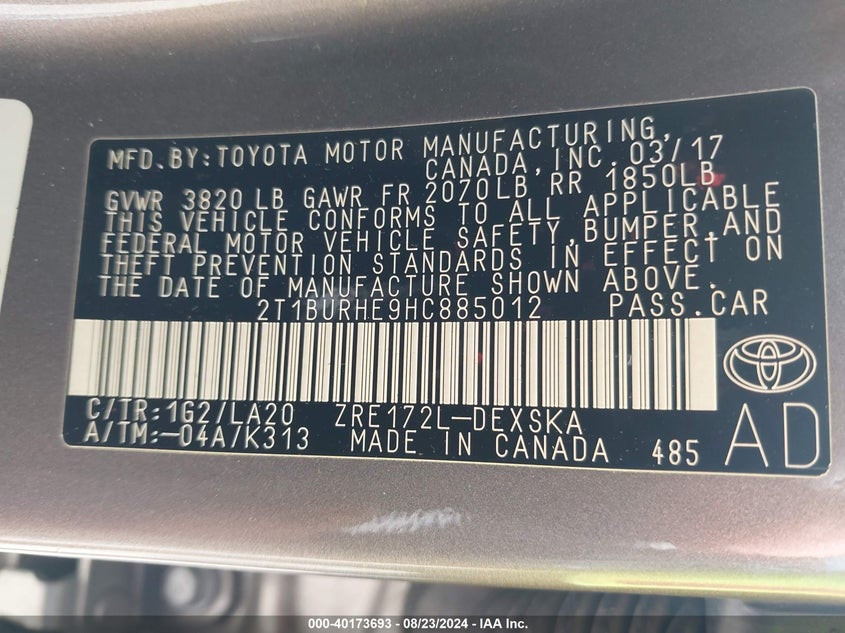 MFD.BY:TOYOTA MOTOR MANUFACTURING,
CANADA,INC. 03/17
GVWR 3820 LB GAWR FR 2070LB RR 1850LB
THIS VEHICLE CONFORMS TO ALL APPLICABLE
FEDERAL MOTOR VEHICLE SAFETY,BUMPER,AND
THEFT PREVENTION STANDARDS IN EFFECT ON
THE DATE OF MANUFACTURE SHOWN ABOVE.
2T1BURHE9HC885012 PASS.CAR
C/TR:1G2/LA20 ZRE172L-DEXSKA
A/TM:-04A/K313 MADE IN CANADA 485
AD
000-40173693 - 08/23/2024 - IAA Inc.